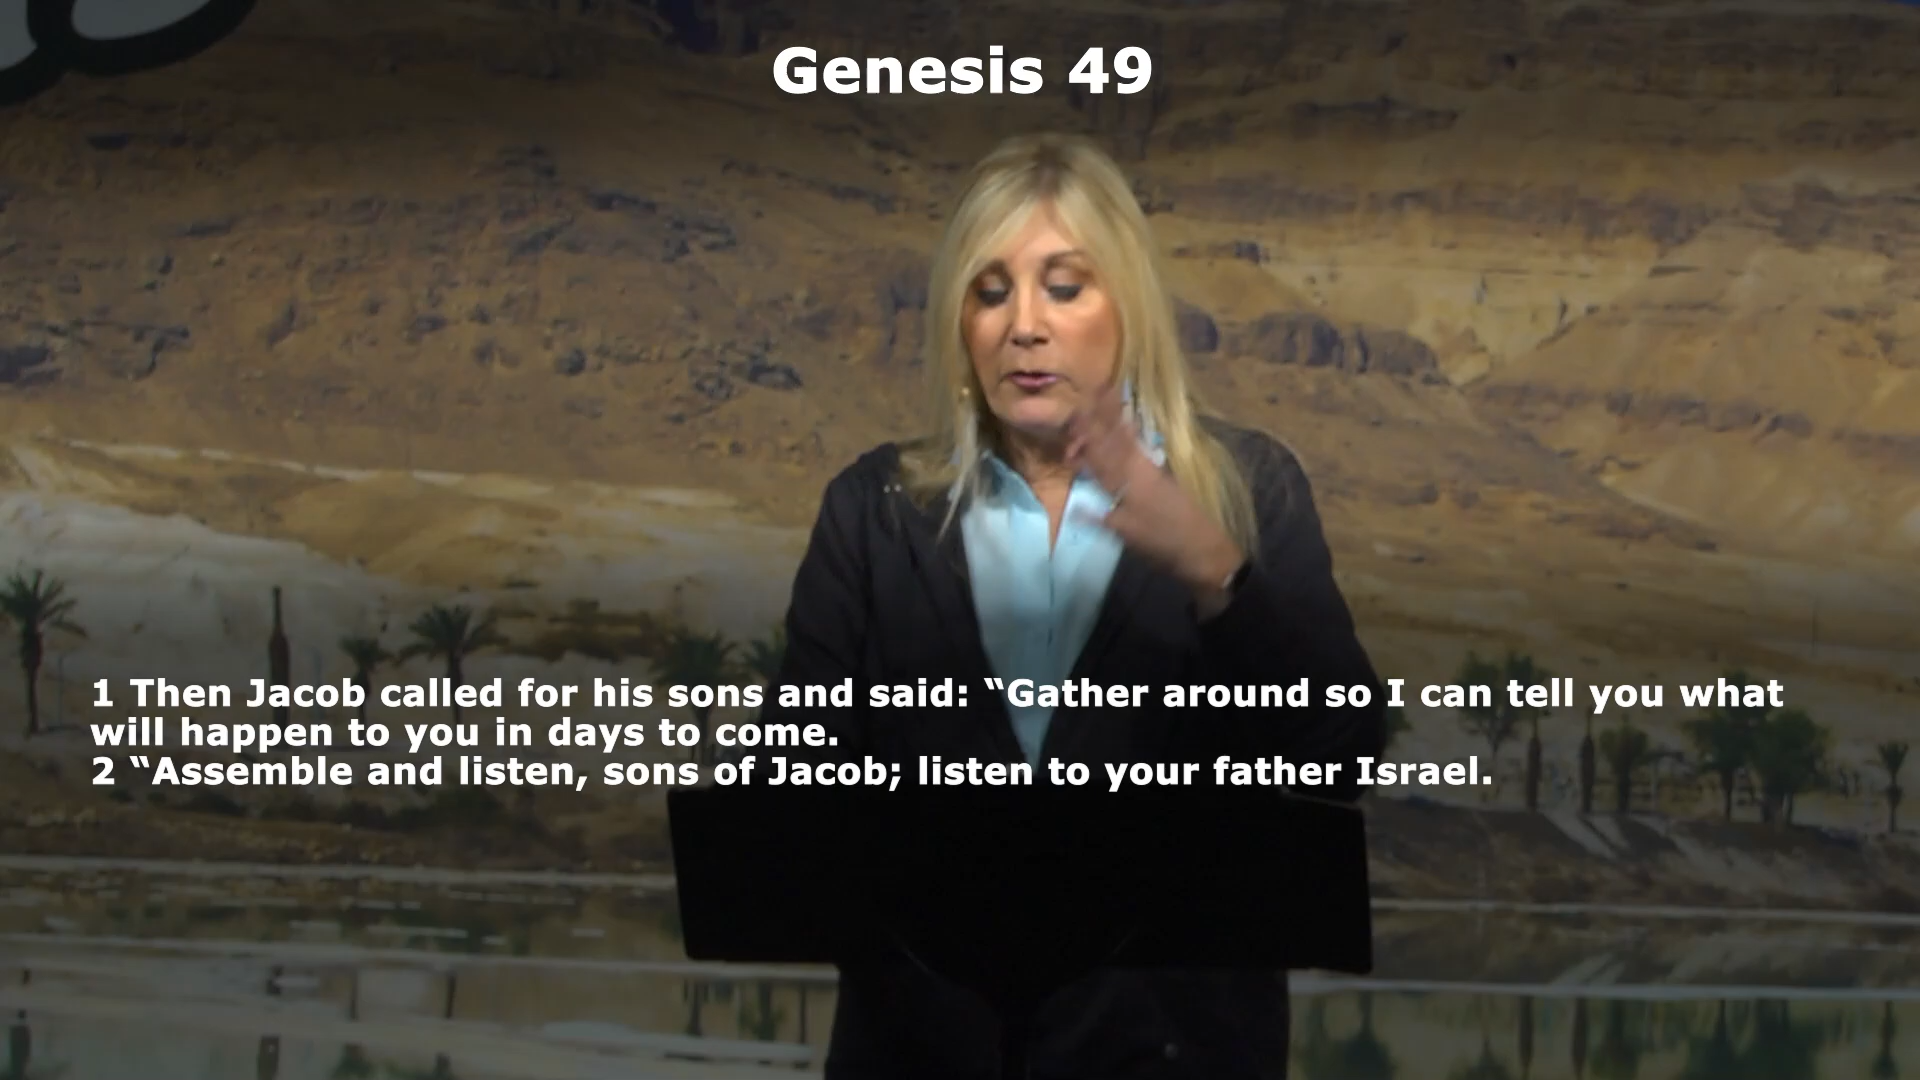 Genesis 49
1 Then Jacob called for his sons and said: “Gather around so I can tell you what
will happen to you in days to come.
2 “Assemble and listen, sons of Jacob; listen to your father Israel.